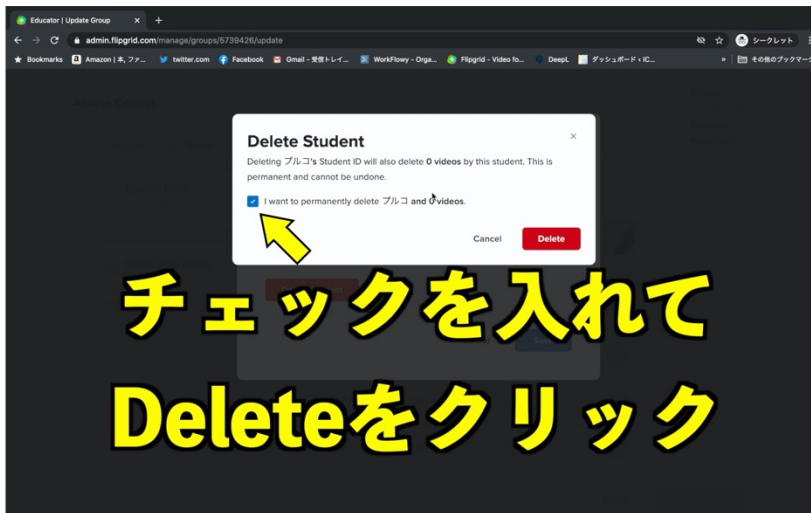 Educator | Update Group
admin.flipgrid.com/manage/groups/5739426/update
シークレット
Bookmarks
Amazon | 本, ファ...
twitter.com
Facebook
Gmail - 受信トレイ...
WorkFlowy - Orga...
Flipgrid - Video fo...
DeepL
ダッシュボード ‹ IC...
»
その他のブックマーク
Delete Student
Deleting プルコ's Student ID will also delete 0 videos by this student. This is
permanent and cannot be undone.
I want to permanently delete プルコ and 0 videos.
Cancel
Delete
チェックを入れて
Deleteをクリック